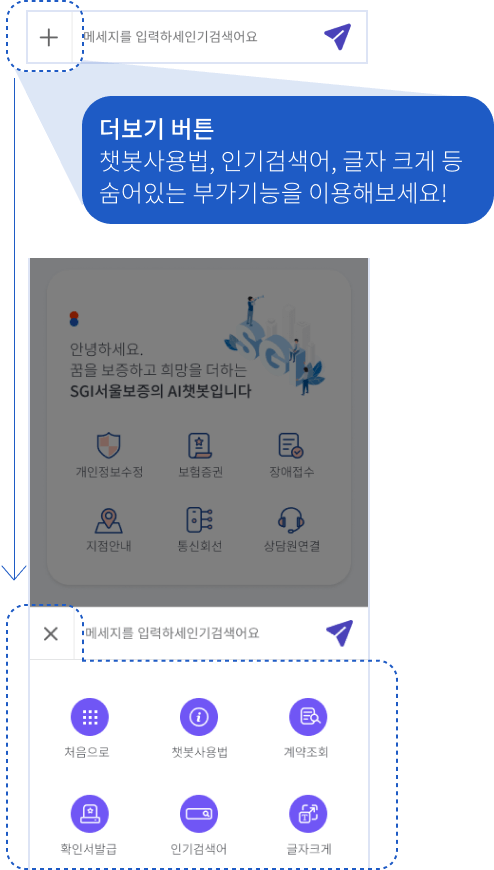 메세지를 입력하세인기검색어요
더보기 버튼
챗봇사용법, 인기검색어, 글자 크게 등
숨어있는 부가기능을 이용해보세요!
SGI
안녕하세요.
꿈을 보증하고 희망을 더하는
SGI서울보증의 AI챗봇입니다
개인정보수정 보험증권 장애접수
지점안내 통신회선 상담원연결
메세지를 입력하세인기검색어요
처음으로 챗봇사용법 계약조회
확인서발급 인기검색어 글자크게